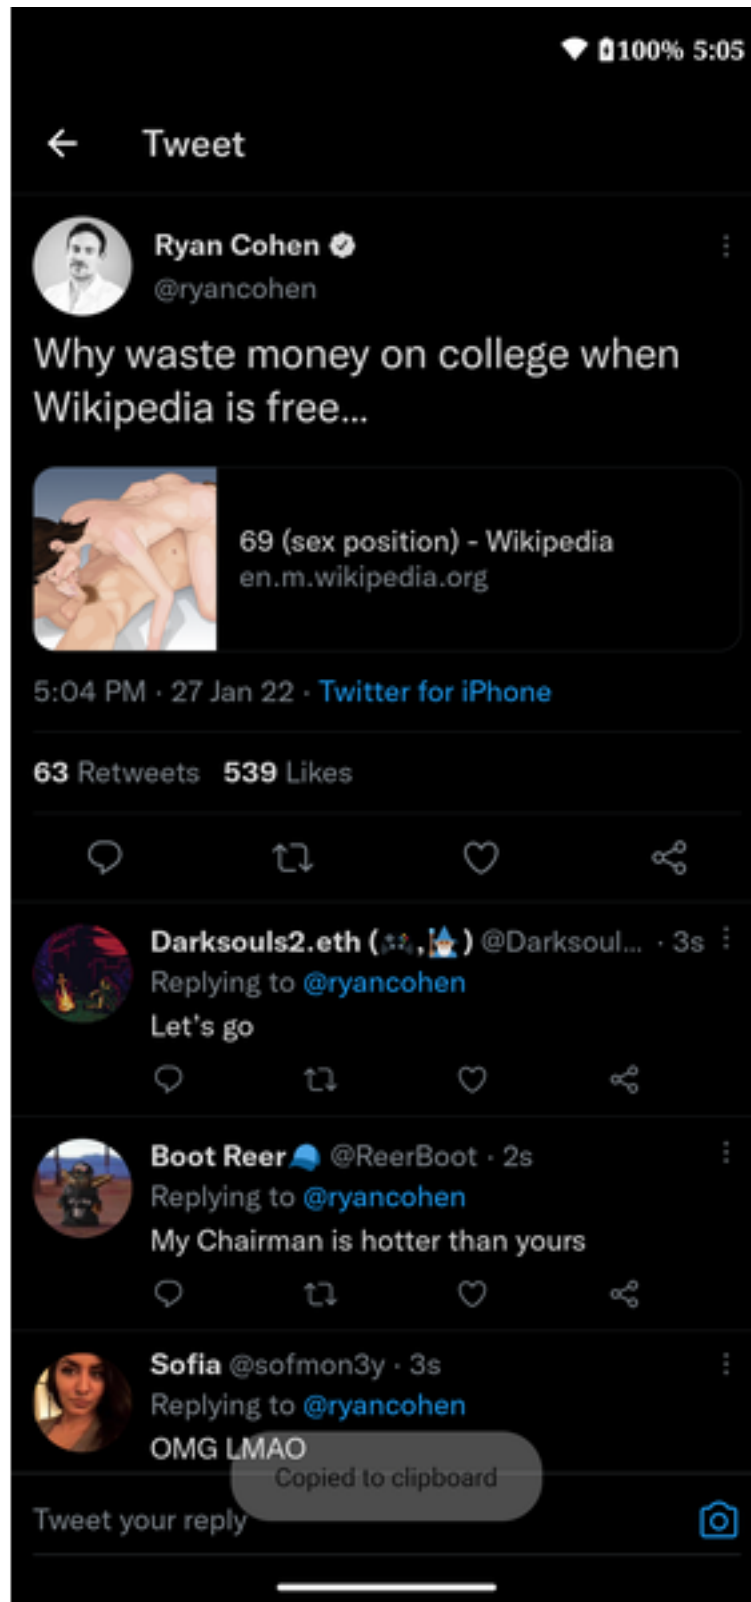 100% 5:05
Tweet
Ryan Cohen
@ryancohen
Why waste money on college when
Wikipedia is free...
69 (sex position) - Wikipedia
en.m.wikipedia.org
5:04 PM · 27 Jan 22 · Twitter for iPhone
63 Retweets 539 Likes
Darksouls2.eth (🎮,🧙) @Darksoul... · 3s
Replying to @ryancohen
Let's go
Boot Reer🧢 @ReerBoot · 2s
Replying to @ryancohen
My Chairman is hotter than yours
Sofia @sofmon3y · 3s
Replying to @ryancohen
OMG LMAO
Copied to clipboard
Tweet your reply